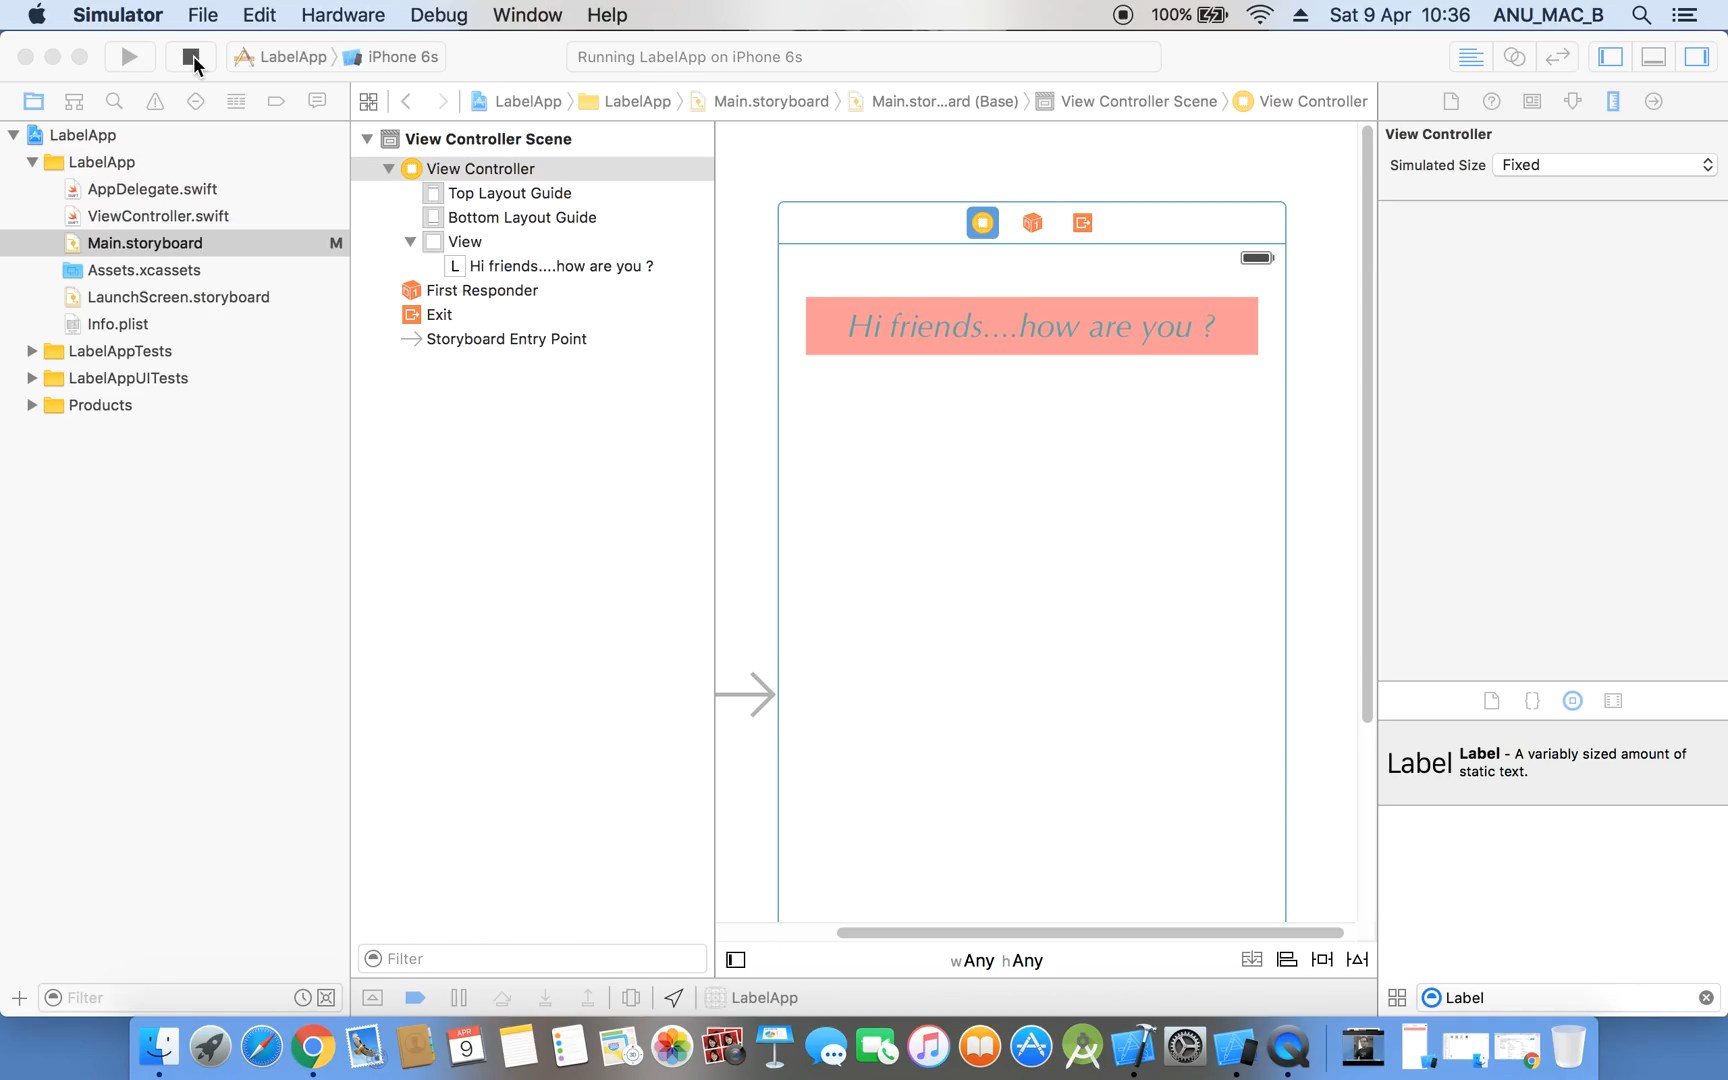 Simulator File Edit Hardware Debug Window Help 100% Sat 9 Apr 10:36 ANU_MAC_B
LabelApp iPhone 6s Running LabelApp on iPhone 6s
LabelApp LabelApp Main.storyboard Main.stor...ard (Base) View Controller Scene View Controller
LabelApp
LabelApp
AppDelegate.swift
ViewController.swift
Main.storyboard M
Assets.xcassets
LaunchScreen.storyboard
Info.plist
LabelAppTests
LabelAppUITests
Products
View Controller Scene
View Controller
Top Layout Guide
Bottom Layout Guide
View
L Hi friends....how are you ?
First Responder
Exit
Storyboard Entry Point
Hi friends....how are you ?
View Controller
Simulated Size Fixed
Label Label - A variably sized amount of
static text.
Filter
wAny hAny
Filter
LabelApp
Label
APR
9